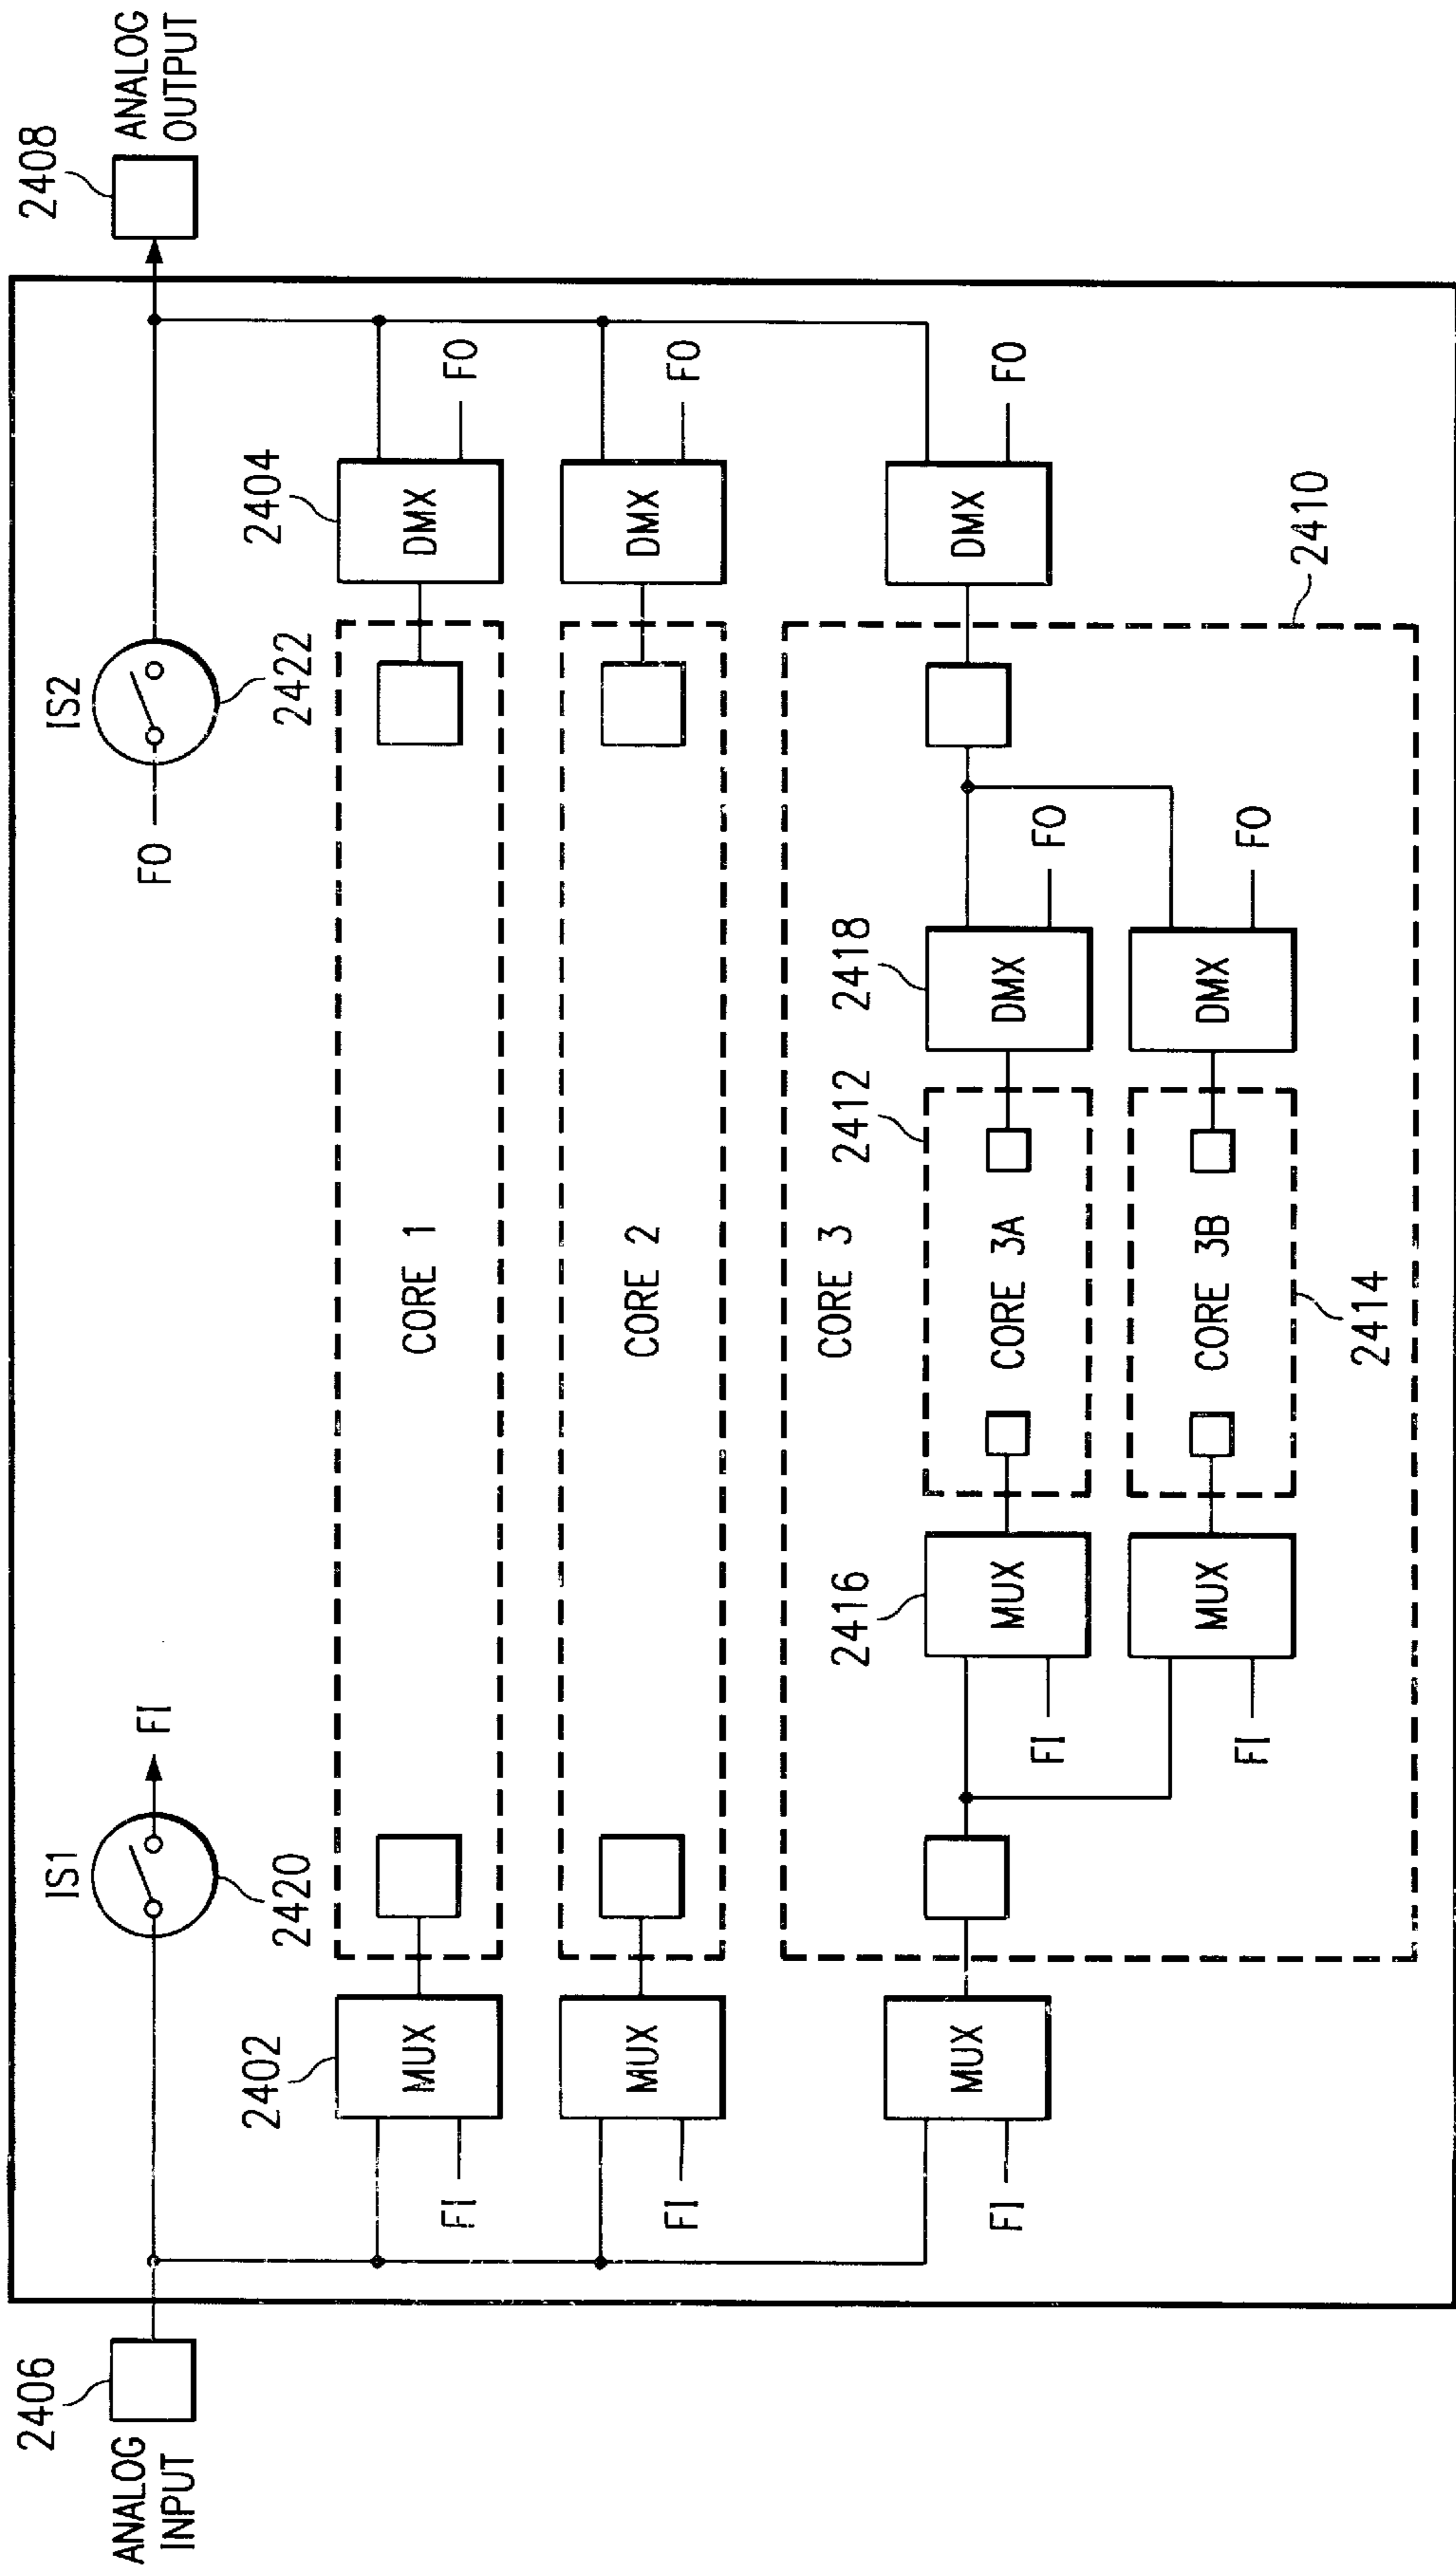 2406
ANALOG
INPUT
IS1
2420
FI
IS2
2422
FO
2408
ANALOG
OUTPUT
2402
MUX
FI
CORE 1
2404
DMX
FO
MUX
FI
CORE 2
DMX
FO
MUX
FI
CORE 3
2410
DMX
FO
2416
MUX
FI
2412
CORE 3A
2418
DMX
FO
MUX
FI
CORE 3B
2414
DMX
FO